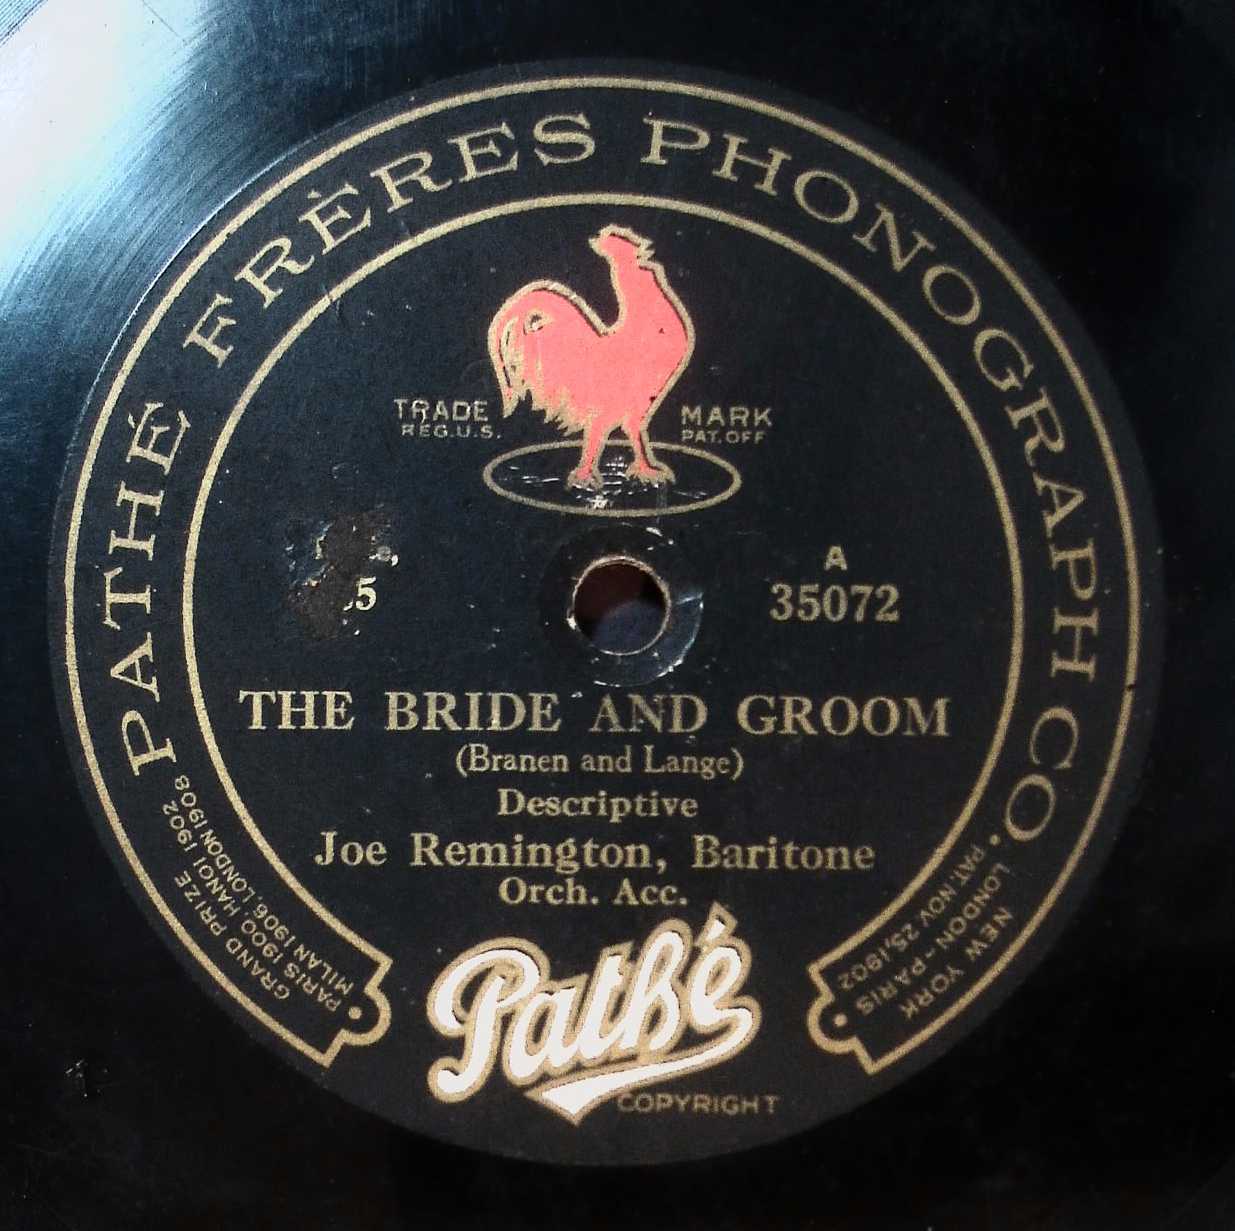 PATHÉ FRÈRES PHONOGRAPH CO.
TRADE MARK
REG.U.S. PAT.OFF
A
35072
THE BRIDE AND GROOM
(Branen and Lange)
Descriptive
Joe Remington, Baritone
Orch. Acc.
GRAND PRIZE
PARIS 1900, HANOI 1902
MILAN 1906, LONDON 1908
NEW YORK
LONDON-PARIS
PAT. NOV. 25,1902
Pathé
COPYRIGHT